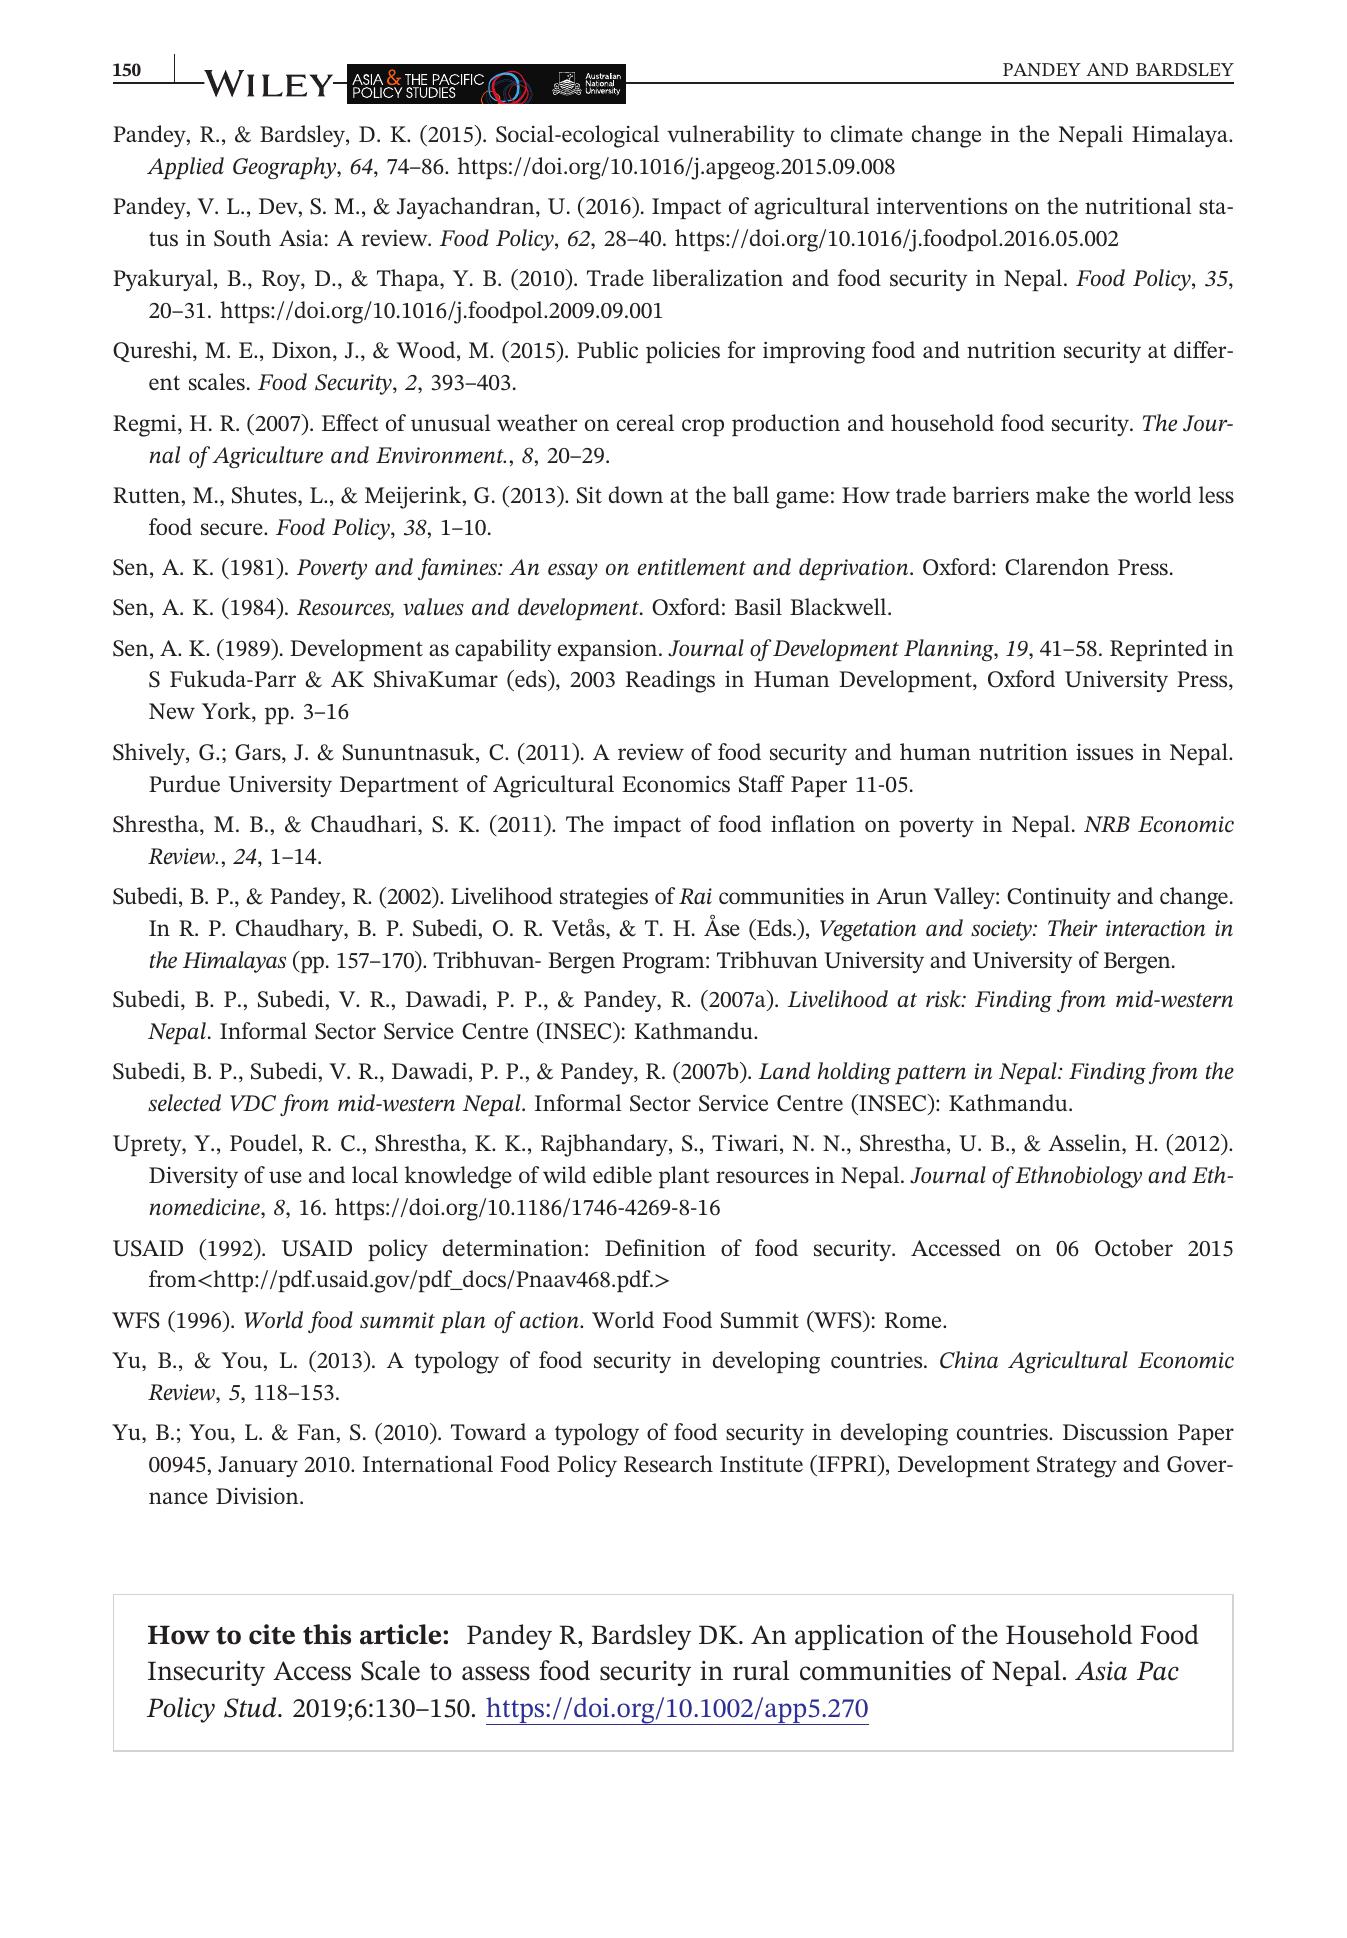 150
WILEY
ASIA & THE PACIFIC
POLICY STUDIES
Australian
National
University
PANDEY AND BARDSLEY
Pandey, R., & Bardsley, D. K. (2015). Social-ecological vulnerability to climate change in the Nepali Himalaya.
Applied Geography, 64, 74–86. https://doi.org/10.1016/j.apgeog.2015.09.008
Pandey, V. L., Dev, S. M., & Jayachandran, U. (2016). Impact of agricultural interventions on the nutritional sta-
tus in South Asia: A review. Food Policy, 62, 28–40. https://doi.org/10.1016/j.foodpol.2016.05.002
Pyakuryal, B., Roy, D., & Thapa, Y. B. (2010). Trade liberalization and food security in Nepal. Food Policy, 35,
20–31. https://doi.org/10.1016/j.foodpol.2009.09.001
Qureshi, M. E., Dixon, J., & Wood, M. (2015). Public policies for improving food and nutrition security at differ-
ent scales. Food Security, 2, 393–403.
Regmi, H. R. (2007). Effect of unusual weather on cereal crop production and household food security. The Jour-
nal of Agriculture and Environment., 8, 20–29.
Rutten, M., Shutes, L., & Meijerink, G. (2013). Sit down at the ball game: How trade barriers make the world less
food secure. Food Policy, 38, 1–10.
Sen, A. K. (1981). Poverty and famines: An essay on entitlement and deprivation. Oxford: Clarendon Press.
Sen, A. K. (1984). Resources, values and development. Oxford: Basil Blackwell.
Sen, A. K. (1989). Development as capability expansion. Journal of Development Planning, 19, 41–58. Reprinted in
S Fukuda-Parr & AK ShivaKumar (eds), 2003 Readings in Human Development, Oxford University Press,
New York, pp. 3–16
Shively, G.; Gars, J. & Sununtnasuk, C. (2011). A review of food security and human nutrition issues in Nepal.
Purdue University Department of Agricultural Economics Staff Paper 11-05.
Shrestha, M. B., & Chaudhari, S. K. (2011). The impact of food inflation on poverty in Nepal. NRB Economic
Review., 24, 1–14.
Subedi, B. P., & Pandey, R. (2002). Livelihood strategies of Rai communities in Arun Valley: Continuity and change.
In R. P. Chaudhary, B. P. Subedi, O. R. Vetås, & T. H. Åse (Eds.), Vegetation and society: Their interaction in
the Himalayas (pp. 157–170). Tribhuvan- Bergen Program: Tribhuvan University and University of Bergen.
Subedi, B. P., Subedi, V. R., Dawadi, P. P., & Pandey, R. (2007a). Livelihood at risk: Finding from mid-western
Nepal. Informal Sector Service Centre (INSEC): Kathmandu.
Subedi, B. P., Subedi, V. R., Dawadi, P. P., & Pandey, R. (2007b). Land holding pattern in Nepal: Finding from the
selected VDC from mid-western Nepal. Informal Sector Service Centre (INSEC): Kathmandu.
Uprety, Y., Poudel, R. C., Shrestha, K. K., Rajbhandary, S., Tiwari, N. N., Shrestha, U. B., & Asselin, H. (2012).
Diversity of use and local knowledge of wild edible plant resources in Nepal. Journal of Ethnobiology and Eth-
nomedicine, 8, 16. https://doi.org/10.1186/1746-4269-8-16
USAID (1992). USAID policy determination: Definition of food security. Accessed on 06 October 2015
from<http://pdf.usaid.gov/pdf_docs/Pnaav468.pdf.>
WFS (1996). World food summit plan of action. World Food Summit (WFS): Rome.
Yu, B., & You, L. (2013). A typology of food security in developing countries. China Agricultural Economic
Review, 5, 118–153.
Yu, B.; You, L. & Fan, S. (2010). Toward a typology of food security in developing countries. Discussion Paper
00945, January 2010. International Food Policy Research Institute (IFPRI), Development Strategy and Gover-
nance Division.
How to cite this article: Pandey R, Bardsley DK. An application of the Household Food
Insecurity Access Scale to assess food security in rural communities of Nepal. Asia Pac
Policy Stud. 2019;6:130–150. https://doi.org/10.1002/app5.270